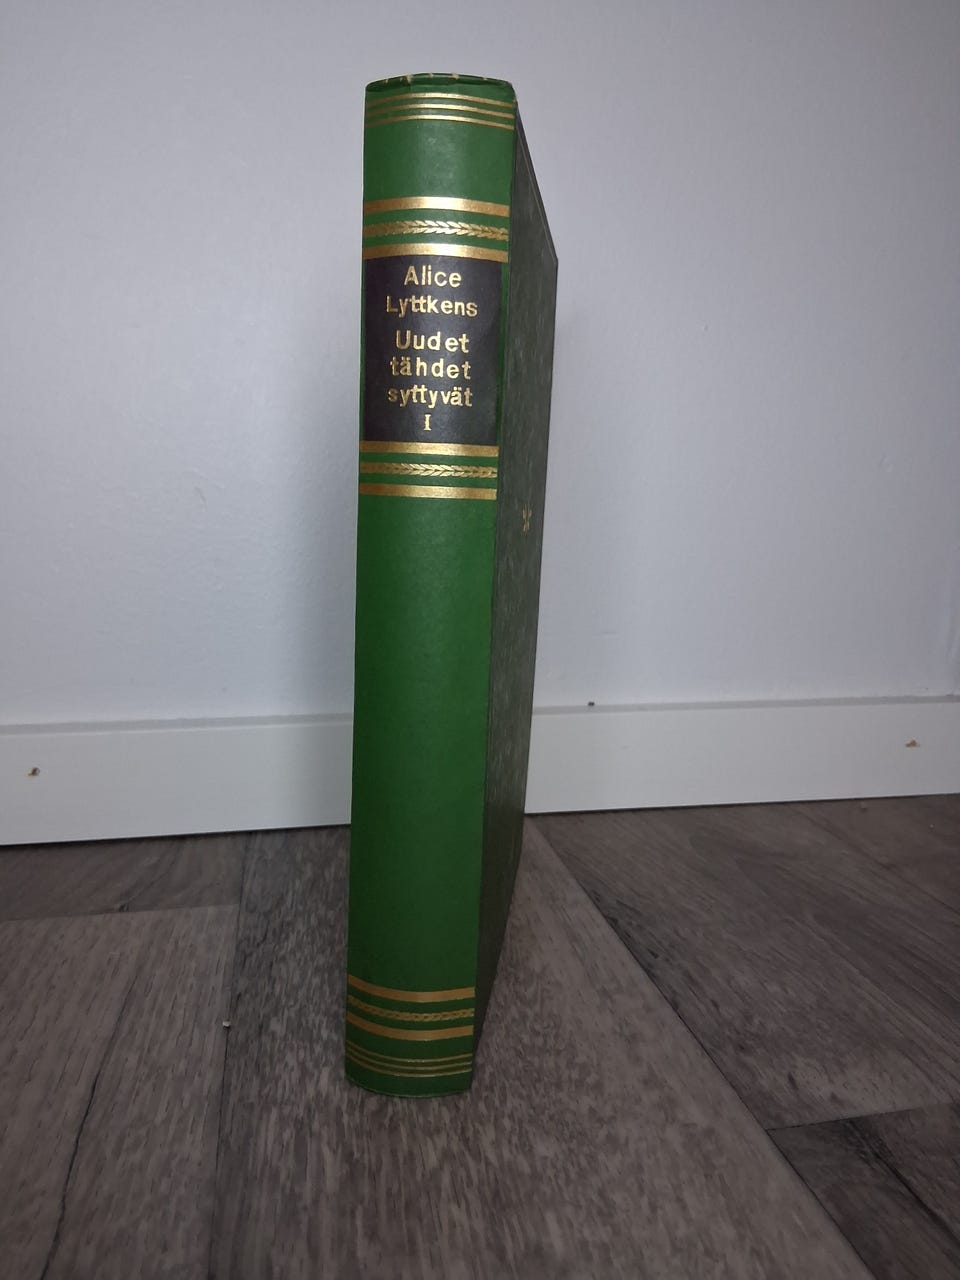 Alice
Lyttkens
Uudet
tähdet
syttyvät
I